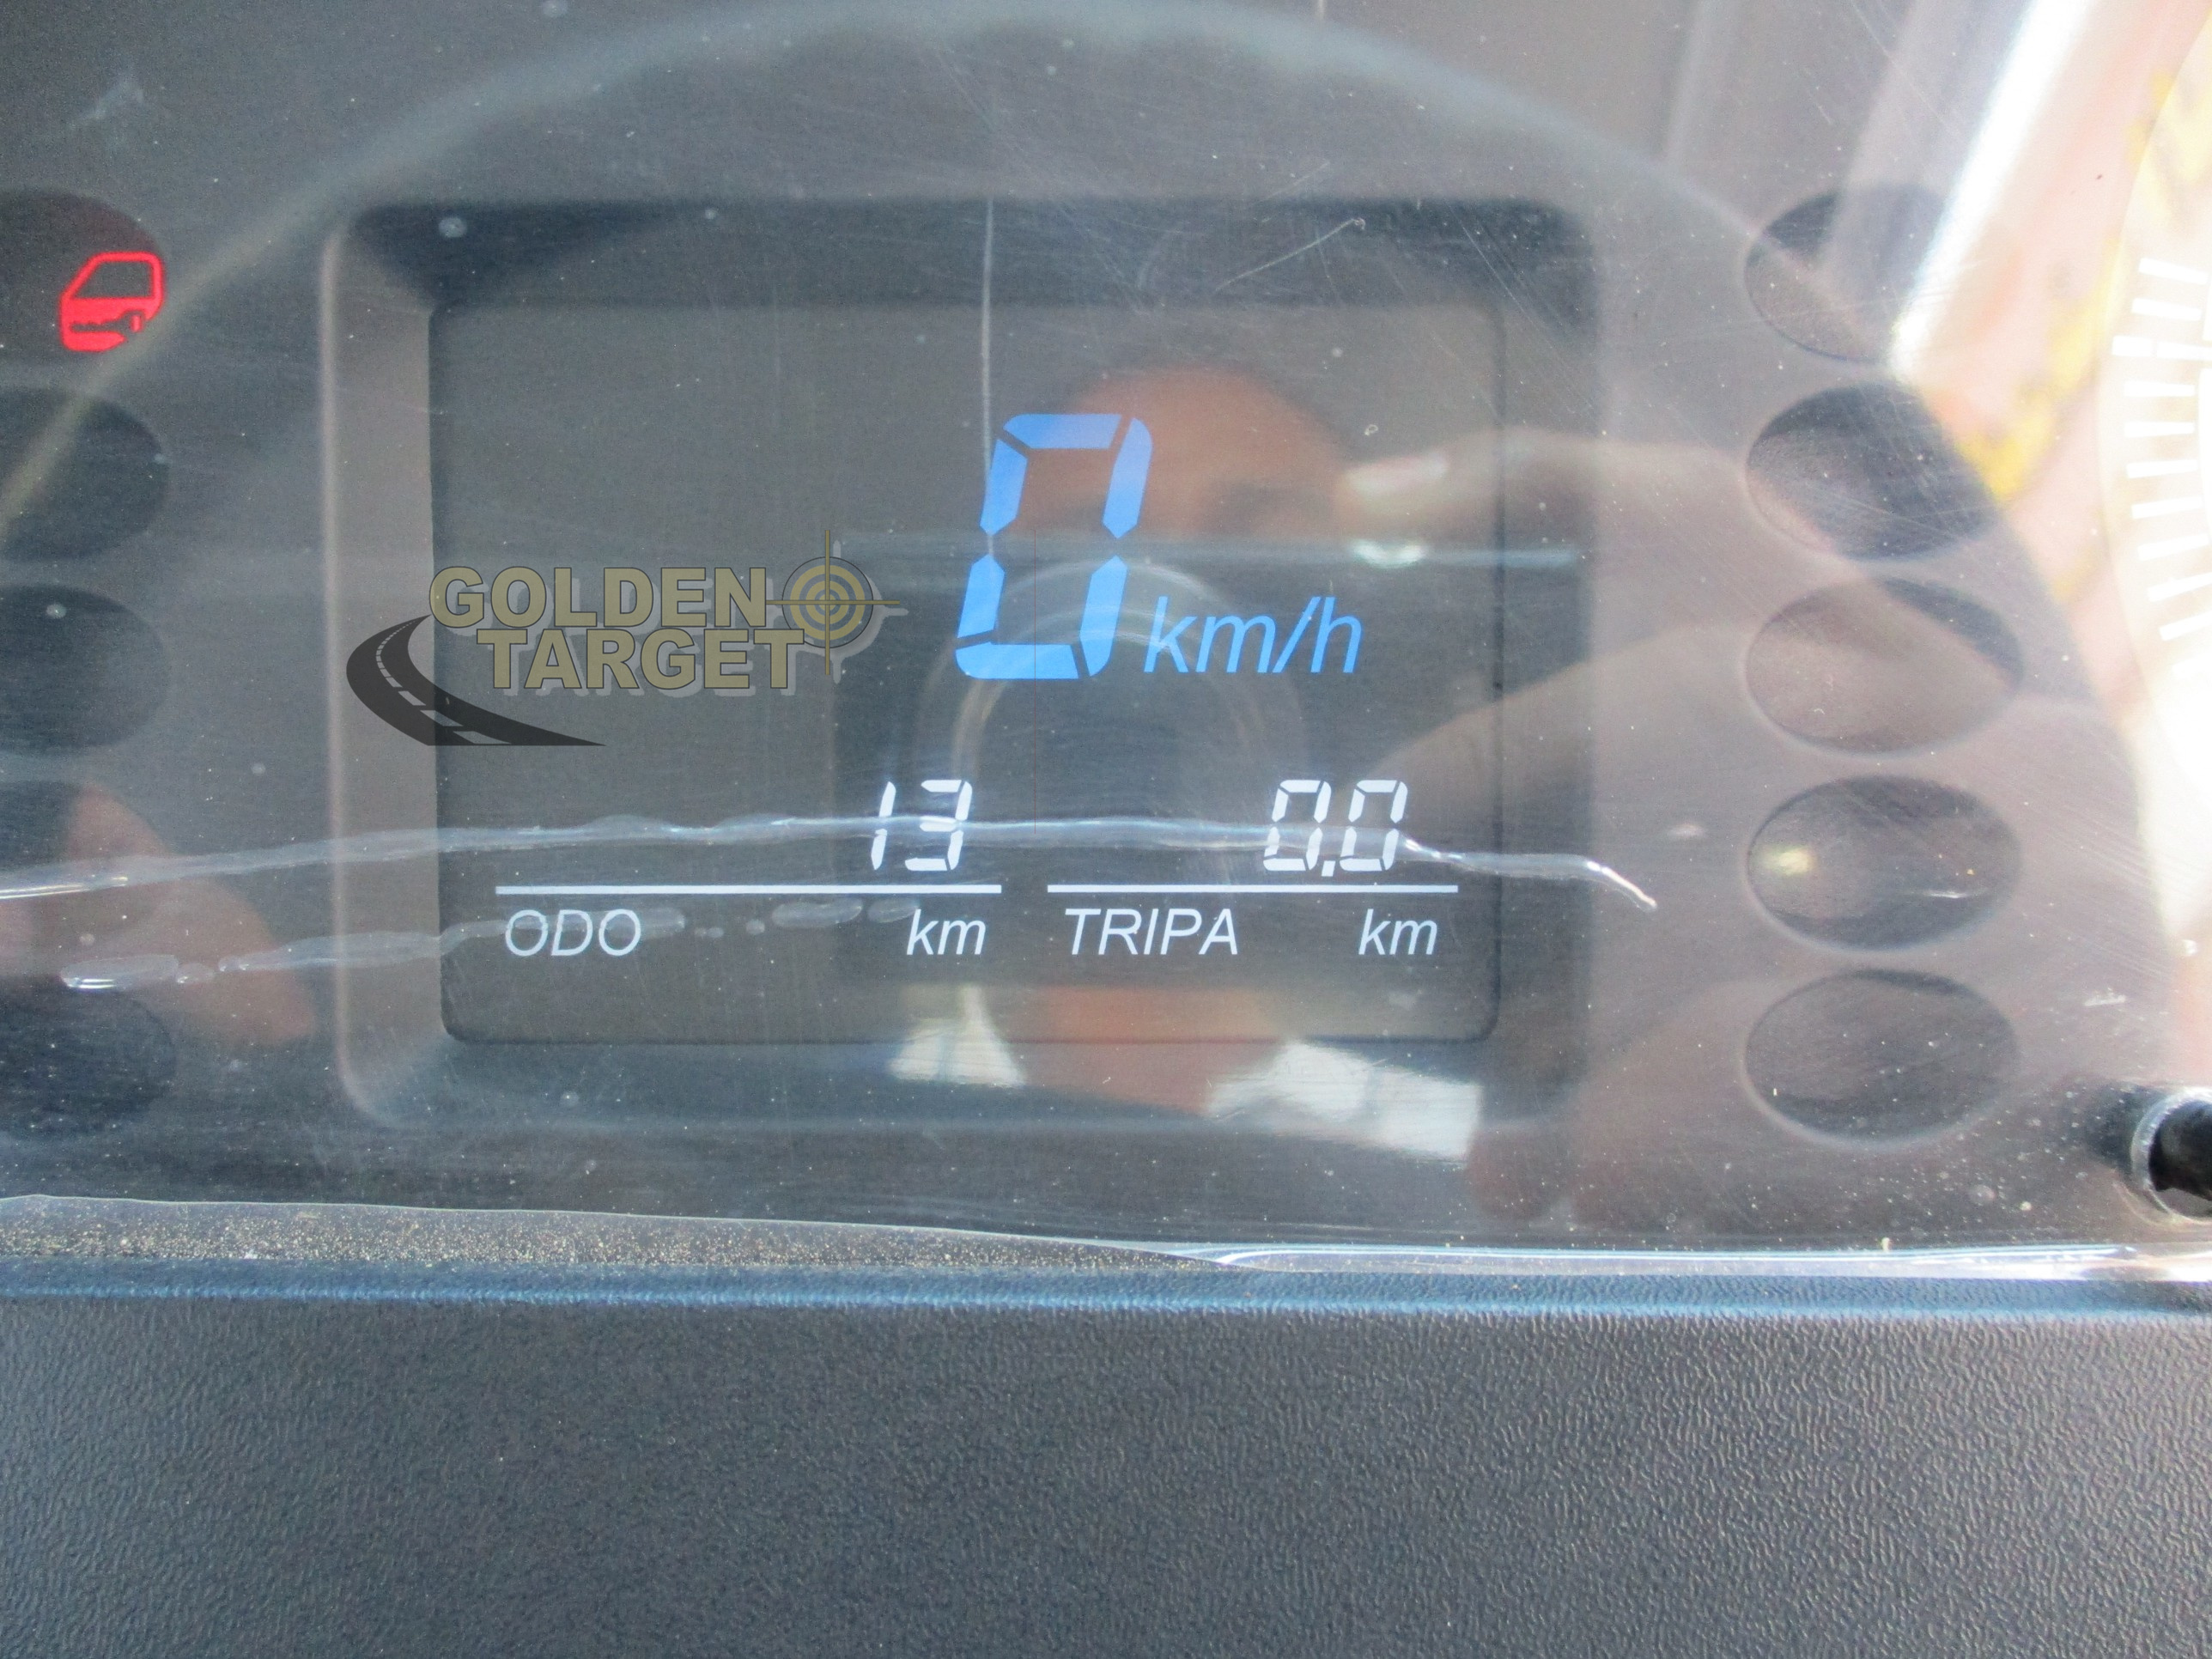 0 km/h
GOLDEN
TARGET
13 0.0
ODO km TRIPA km